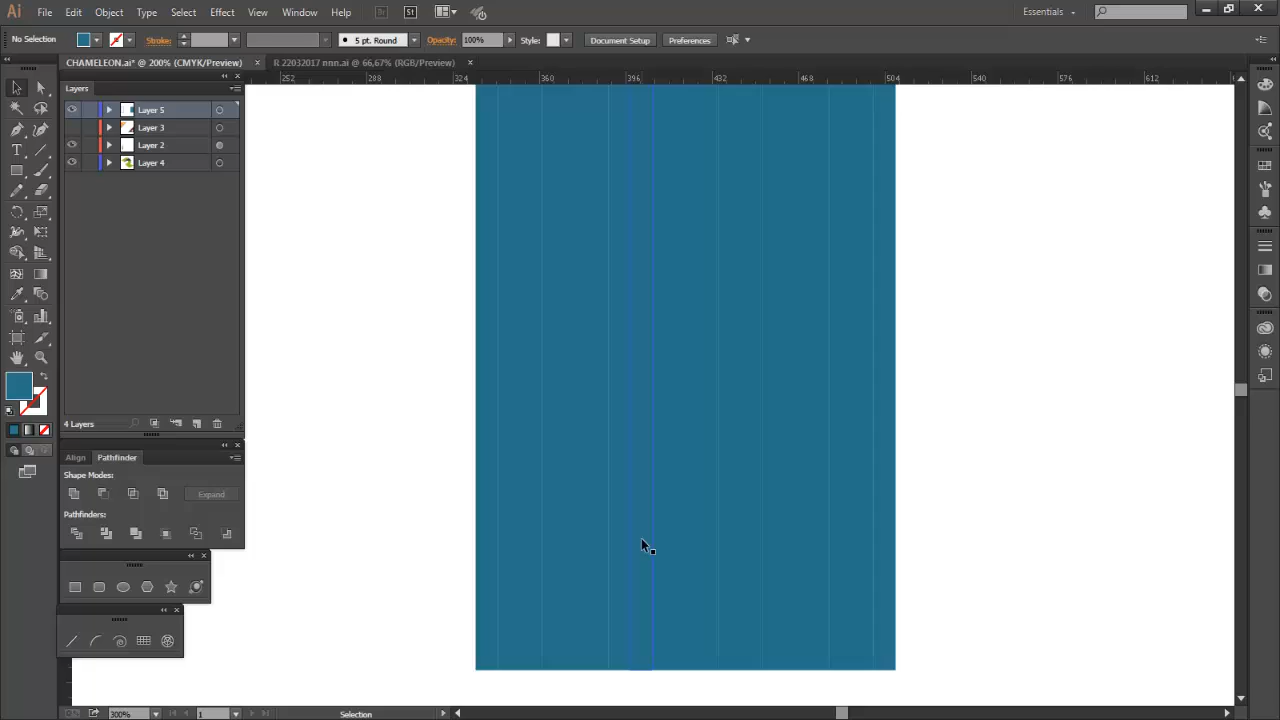 Ai File Edit Object Type Select Effect View Window Help Br St Essentials
No Selection Stroke: 5 pt. Round Opacity: 100% Style: Document Setup Preferences
CHAMELEON.ai* @ 200% (CMYK/Preview) × R 22032017 nnn.ai @ 66,67% (RGB/Preview) ×
252 288 324 360 396 432 468 504 540 576 612
Layers
Layer 5
Layer 3
Layer 2
Layer 4
4 Layers
Align Pathfinder
Shape Modes:
Expand
Pathfinders:
300% 1 Selection